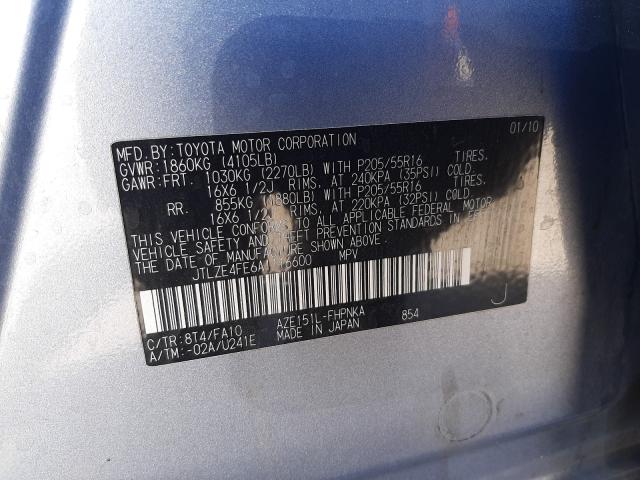 MFD.BY:TOYOTA MOTOR CORPORATION 01/10
GVWR:1860KG (4105LB)
GAWR:FRT. 1030KG (2270LB) WITH P205/55R16 TIRES,
16X6 1/2J RIMS, AT 240KPA (35PSI) COLD.
RR. 855KG (1880LB) WITH P205/55R16 TIRES,
16X6 1/2J RIMS, AT 220KPA (32PSI) COLD.
THIS VEHICLE CONFORMS TO ALL APPLICABLE FEDERAL MOTOR
VEHICLE SAFETY AND THEFT PREVENTION STANDARDS IN EFFECT
ON THE DATE OF MANUFACTURE SHOWN ABOVE.
MPV
C/TR:8T4/FA10 AZE151L-FHPNKA
A/TM:-02A/U241E MADE IN JAPAN 854
J